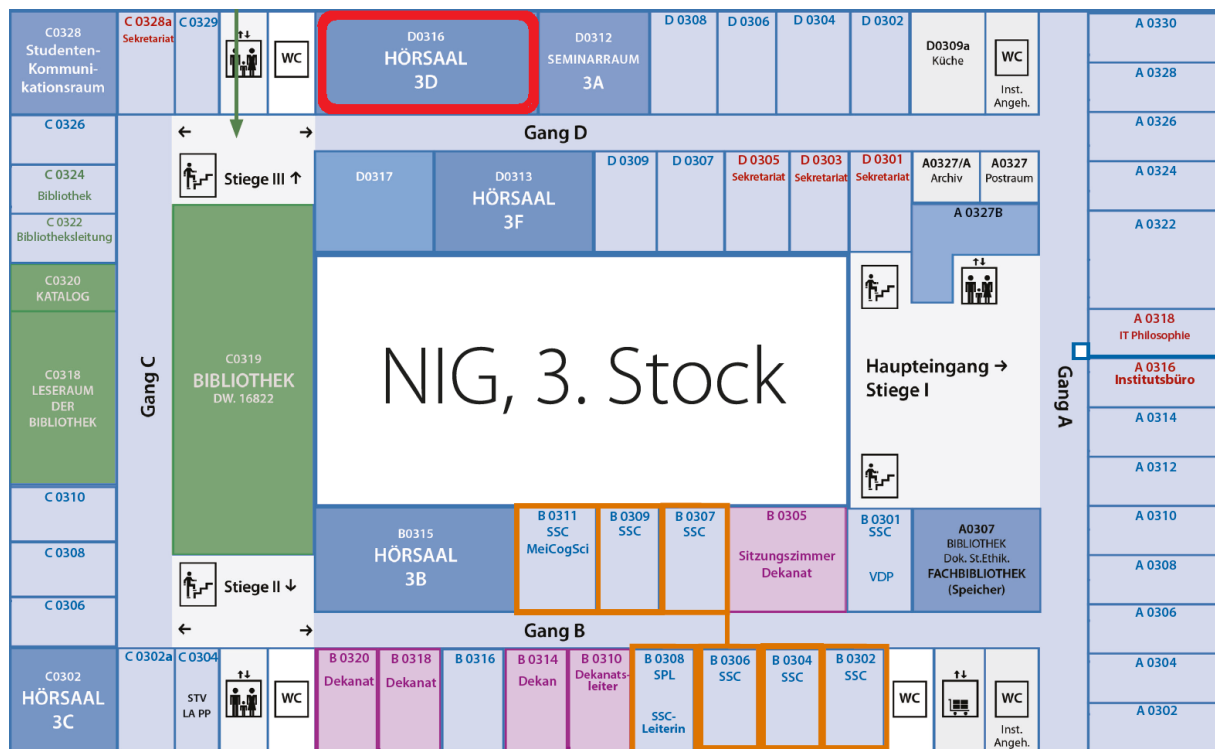 C0328
Studenten-
Kommuni-
kationsraum
C 0328a
Sekretariat
C 0329
WC
D0316
HÖRSAAL
3D
D0312
SEMINARRAUM
3A
D 0308
D 0306
D 0304
D 0302
D0309a
Küche
WC
Inst.
Angeh.
A 0330
A 0328
A 0326
A 0324
A 0322
C 0326
C 0324
Bibliothek
C 0322
Bibliotheksleitung
C0320
KATALOG
C0318
LESERAUM
DER
BIBLIOTHEK
C 0310
C 0308
C 0306
Gang D
Stiege III ↑
D0317
D0313
HÖRSAAL
3F
D 0309
D 0307
D 0305
Sekretariat
D 0303
Sekretariat
D 0301
Sekretariat
A0327/A
Archiv
A0327
Postraum
A 0327B
Gang C
C0319
BIBLIOTHEK
DW. 16822
NIG, 3. Stock
Haupteingang →
Stiege I
Gang A
A 0318
IT Philosophie
A 0316
Institutsbüro
A 0314
A 0312
A 0310
A 0308
A 0306
A 0304
A 0302
Stiege II ↓
B0315
HÖRSAAL
3B
B 0311
SSC
MeiCogSci
B 0309
SSC
B 0307
SSC
B 0305
Sitzungszimmer
Dekanat
B 0301
SSC
VDP
A0307
BIBLIOTHEK
Dok. St.Ethik.
FACHBIBLIOTHEK
(Speicher)
Gang B
C0302
HÖRSAAL
3C
C 0302a
C 0304
STV
LA PP
WC
B 0320
Dekanat
B 0318
Dekanat
B 0316
B 0314
Dekan
B 0310
Dekanats-
leiter
B 0308
SPL
SSC-
Leiterin
B 0306
SSC
B 0304
SSC
B 0302
SSC
WC
WC
Inst.
Angeh.